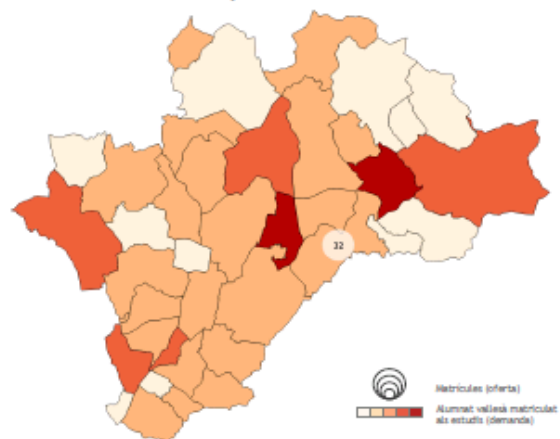 32
Matrícules (oferta)
Alumnat vallesà matriculat
als estudis (demanda)